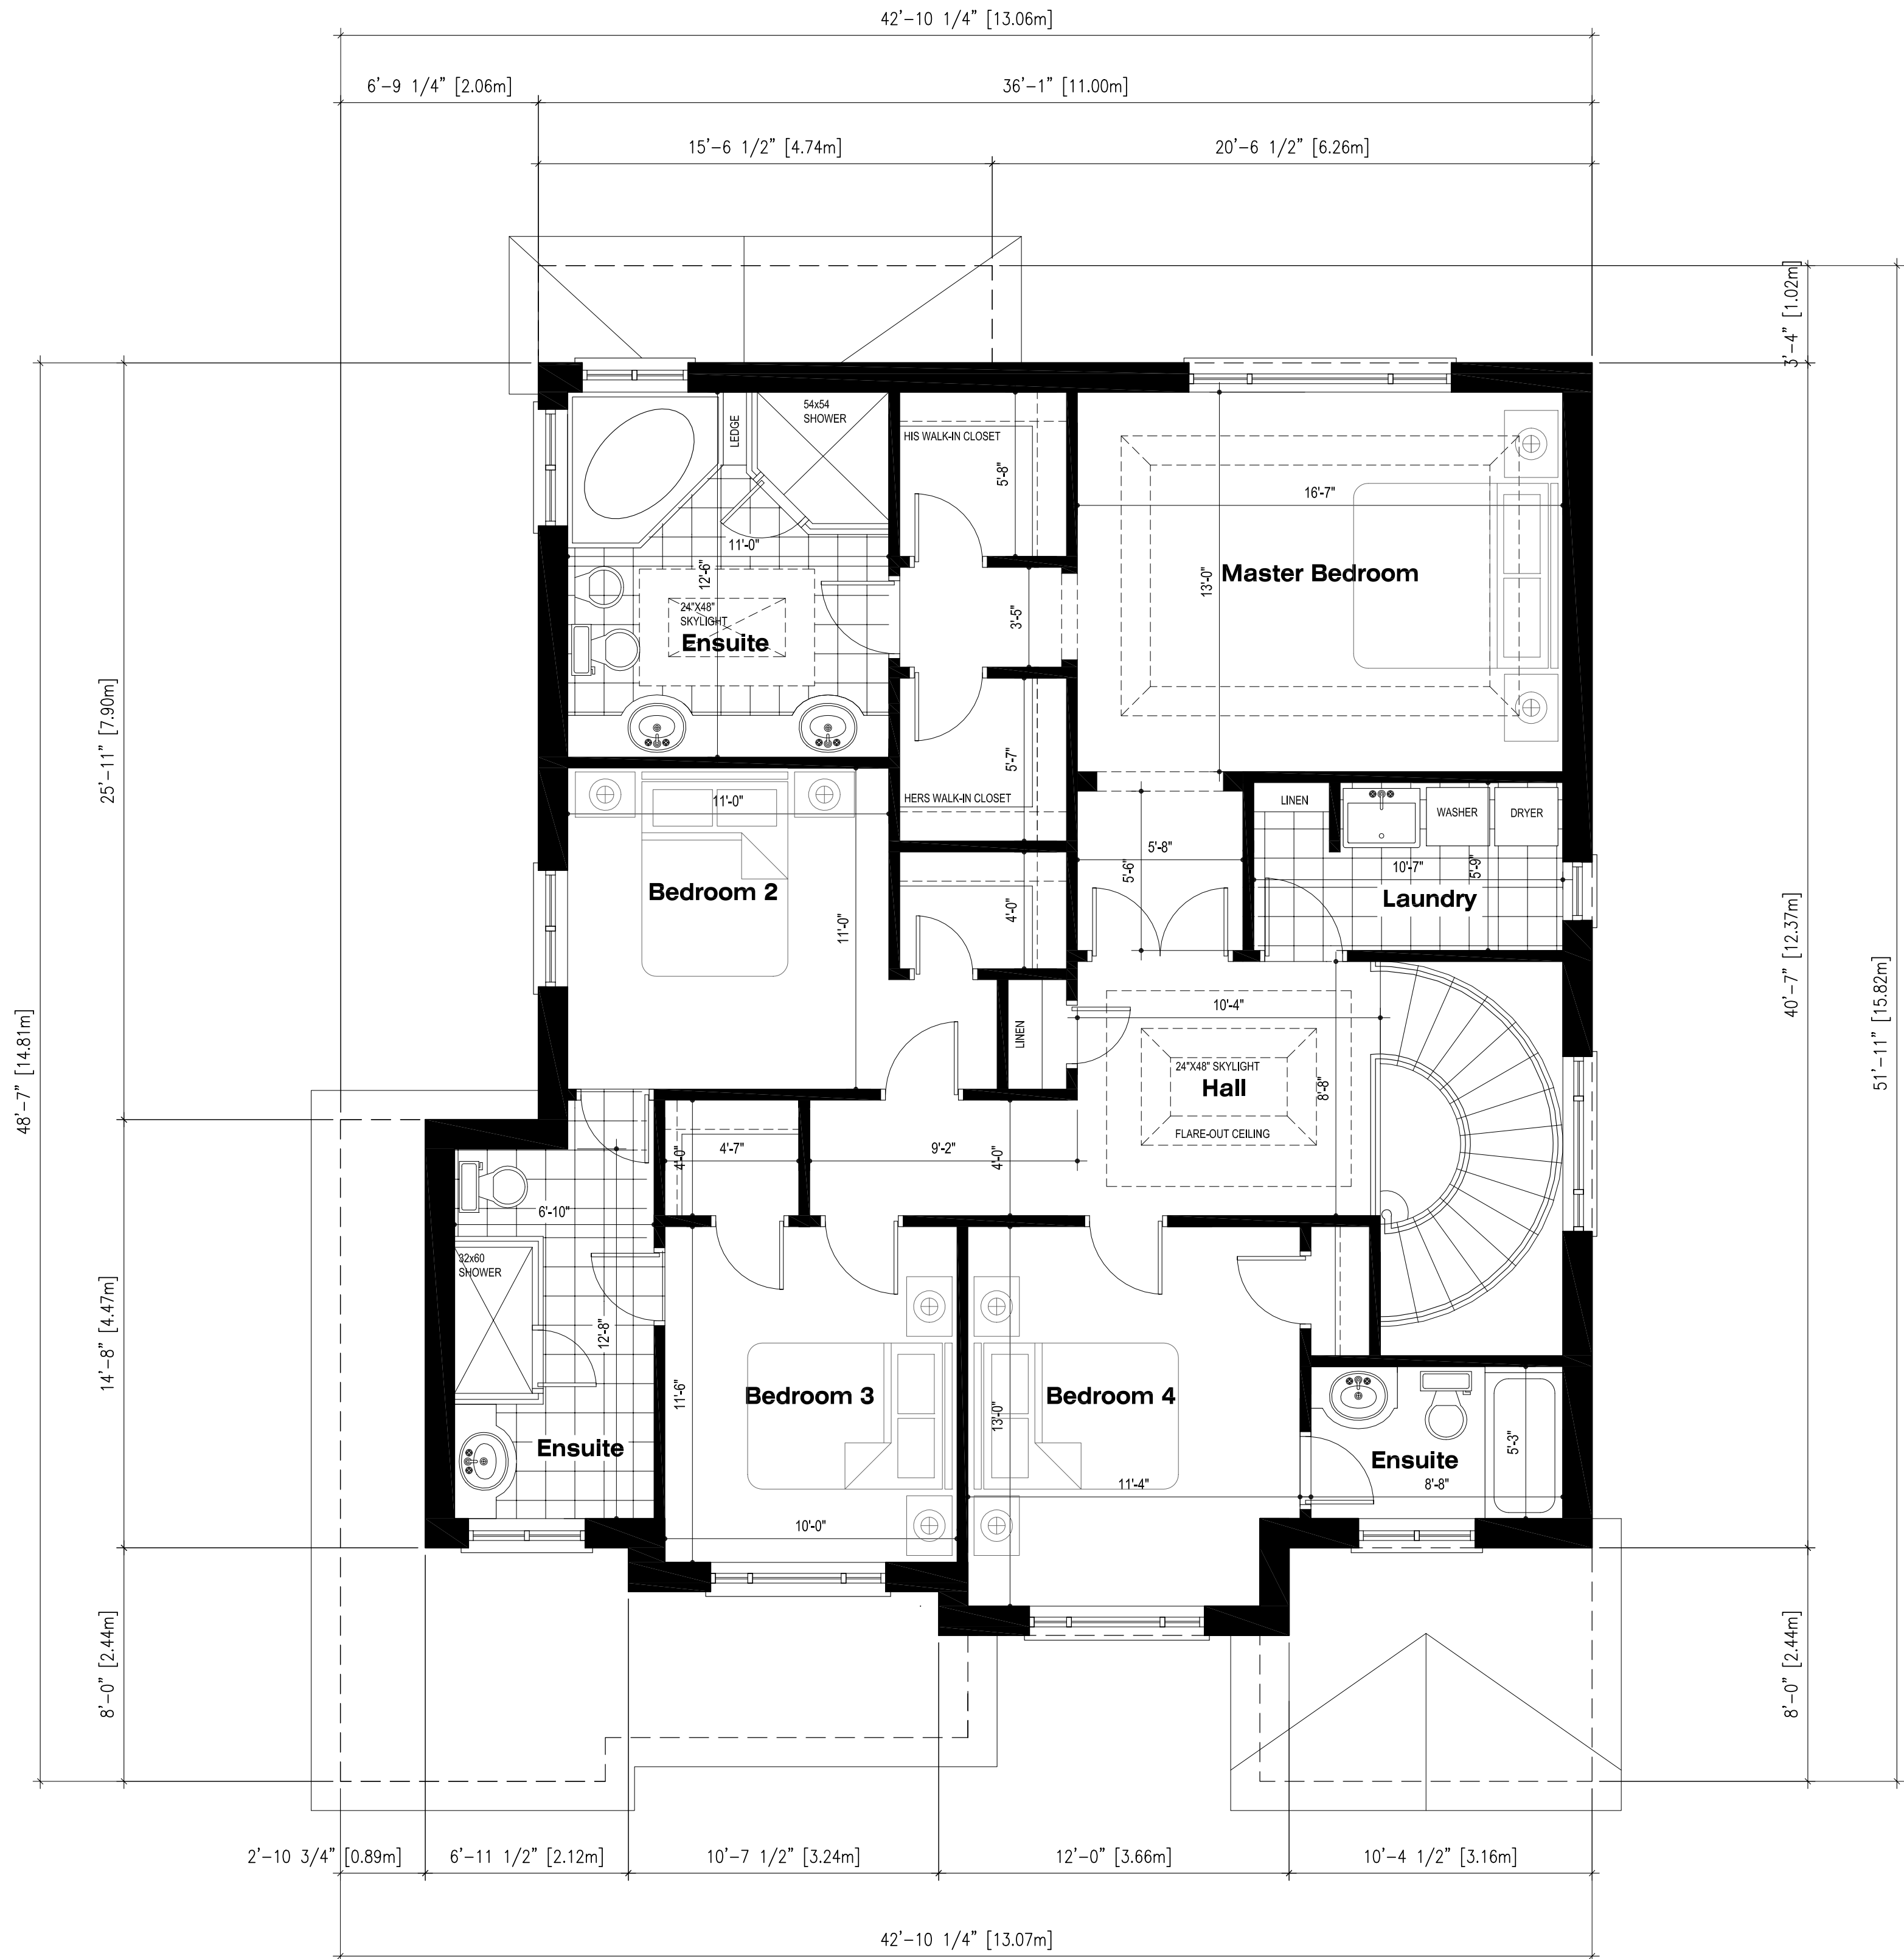 42'-10 1/4" [13.06m]
6'-9 1/4" [2.06m]
36'-1" [11.00m]
15'-6 1/2" [4.74m]
20'-6 1/2" [6.26m]
3'-4" [1.02m]
54x54
SHOWER
LEDGE
HIS WALK-IN CLOSET
5'-8"
16'-7"
11'-0"
12'-6"
13'-0"
Master Bedroom
24"X48"
SKYLIGHT
Ensuite
3'-5"
25'-11" [7.90m]
5'-7"
HERS WALK-IN CLOSET
11'-0"
LINEN
WASHER
DRYER
5'-8"
5'-6"
10'-7"
5'-9"
Bedroom 2
Laundry
4'-0"
11'-0"
40'-7" [12.37m]
51'-11" [15.82m]
48'-7" [14.81m]
10'-4"
LINEN
24"X48" SKYLIGHT
Hall
8'-8"
FLARE-OUT CEILING
4'-0"
4'-7"
9'-2"
4'-0"
6'-10"
32x60
SHOWER
12'-8"
14'-8" [4.47m]
11'-6"
Bedroom 3
13'-0"
Bedroom 4
Ensuite
Ensuite
5'-3"
11'-4"
8'-8"
10'-0"
8'-0" [2.44m]
8'-0" [2.44m]
2'-10 3/4" [0.89m]
6'-11 1/2" [2.12m]
10'-7 1/2" [3.24m]
12'-0" [3.66m]
10'-4 1/2" [3.16m]
42'-10 1/4" [13.07m]